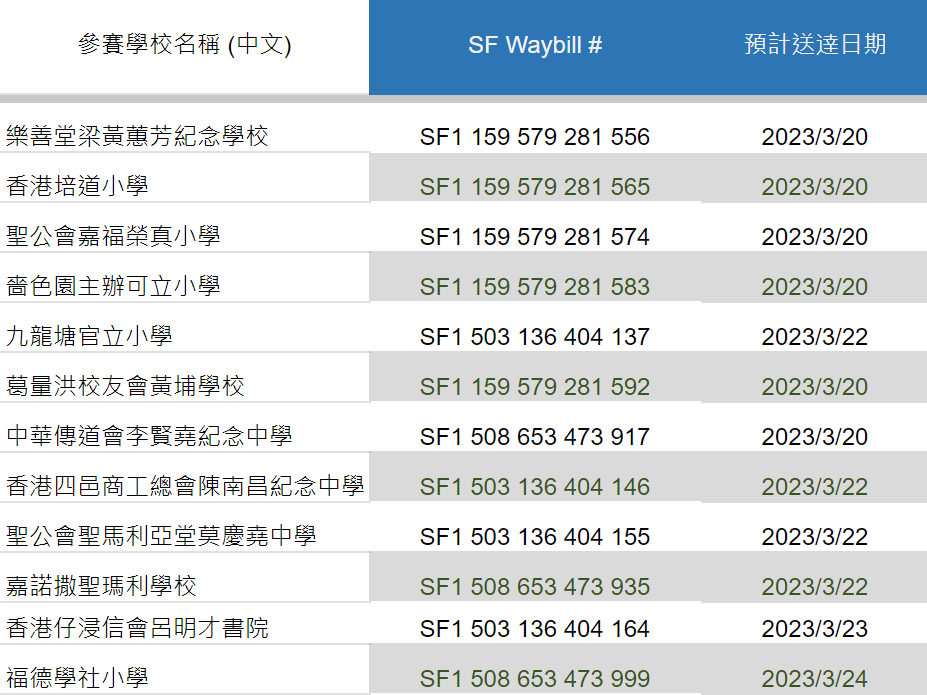 參賽學校名稱 (中文) SF Waybill # 預計送達日期
樂善堂梁黃蕙芳紀念學校 SF1 159 579 281 556 2023/3/20
香港培道小學 SF1 159 579 281 565 2023/3/20
聖公會嘉福榮真小學 SF1 159 579 281 574 2023/3/20
嗇色園主辦可立小學 SF1 159 579 281 583 2023/3/20
九龍塘官立小學 SF1 503 136 404 137 2023/3/22
葛量洪校友會黃埔學校 SF1 159 579 281 592 2023/3/20
中華傳道會李賢堯紀念中學 SF1 508 653 473 917 2023/3/20
香港四邑商工總會陳南昌紀念中學 SF1 503 136 404 146 2023/3/22
聖公會聖馬利亞堂莫慶堯中學 SF1 503 136 404 155 2023/3/22
嘉諾撒聖瑪利學校 SF1 508 653 473 935 2023/3/22
香港仔浸信會呂明才書院 SF1 503 136 404 164 2023/3/23
福德學社小學 SF1 508 653 473 999 2023/3/24